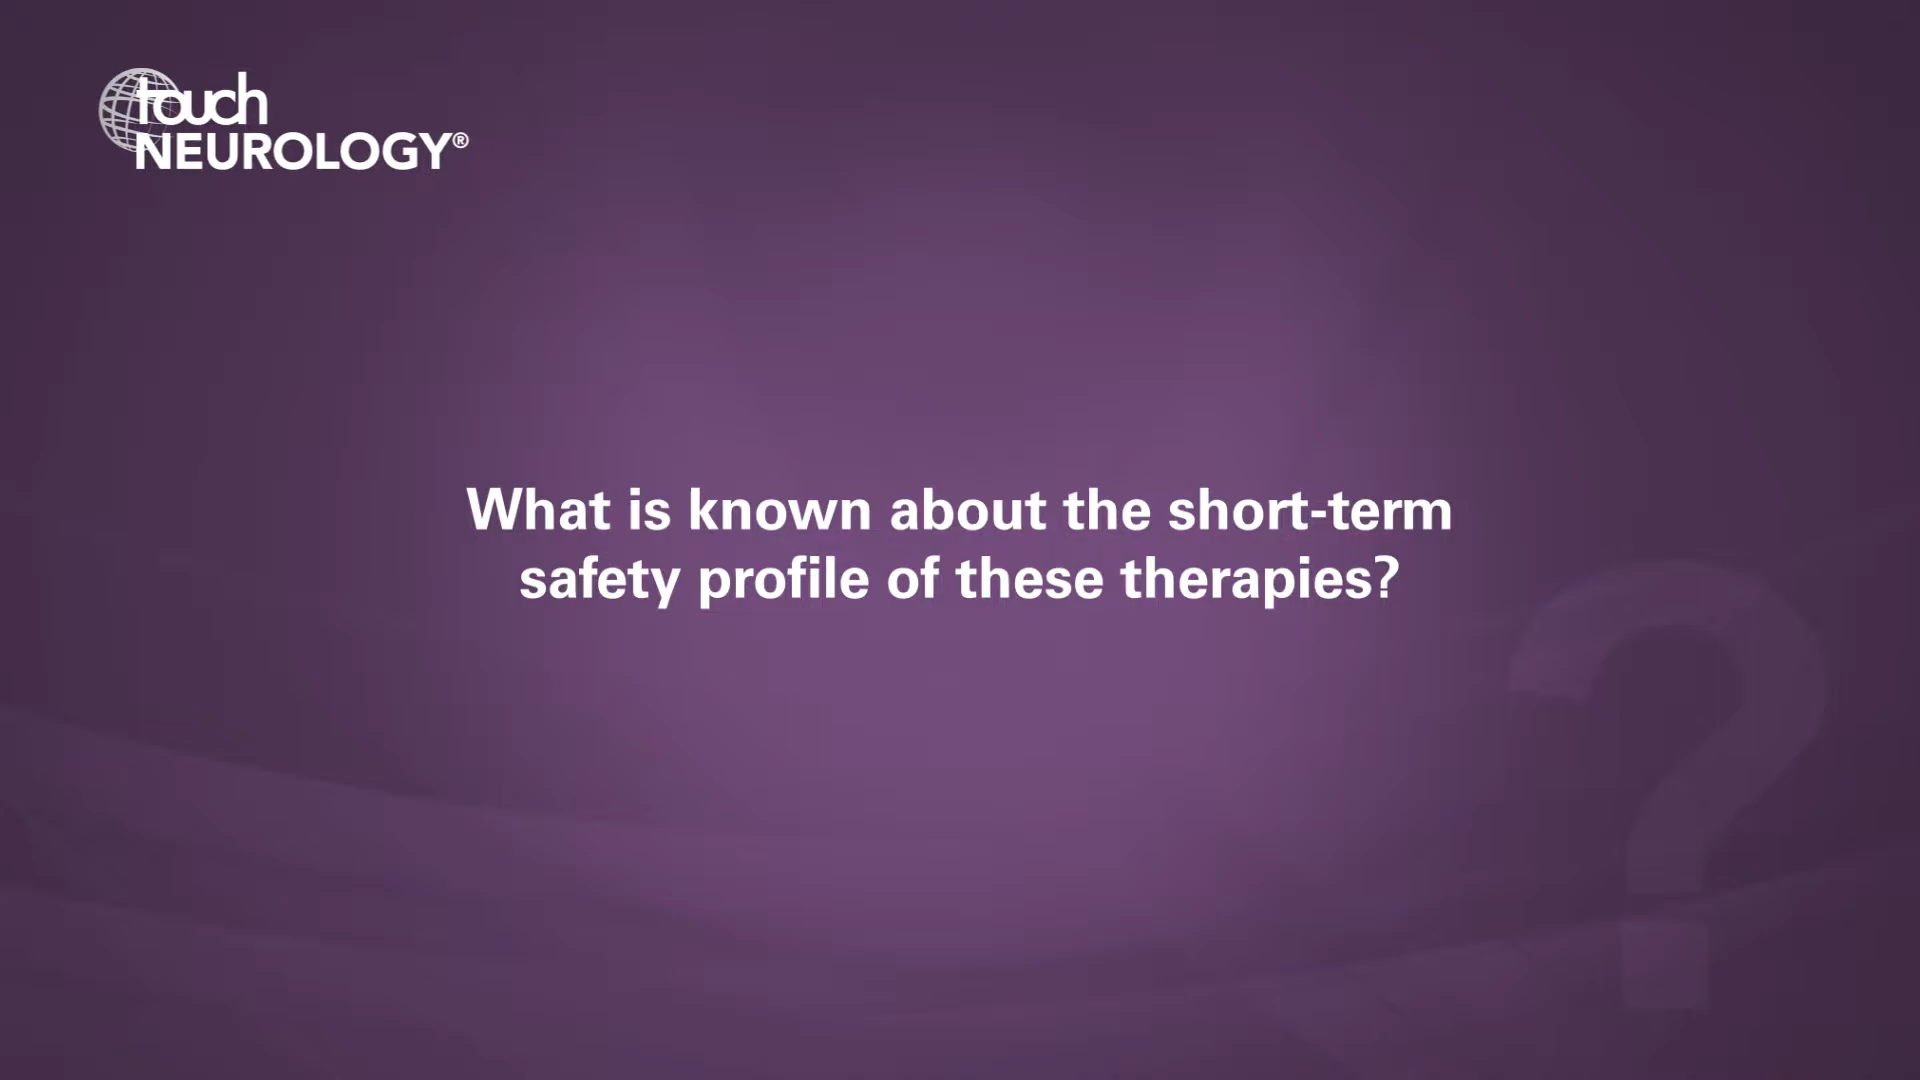 touch
NEUROLOGY®
What is known about the short-term
safety profile of these therapies?